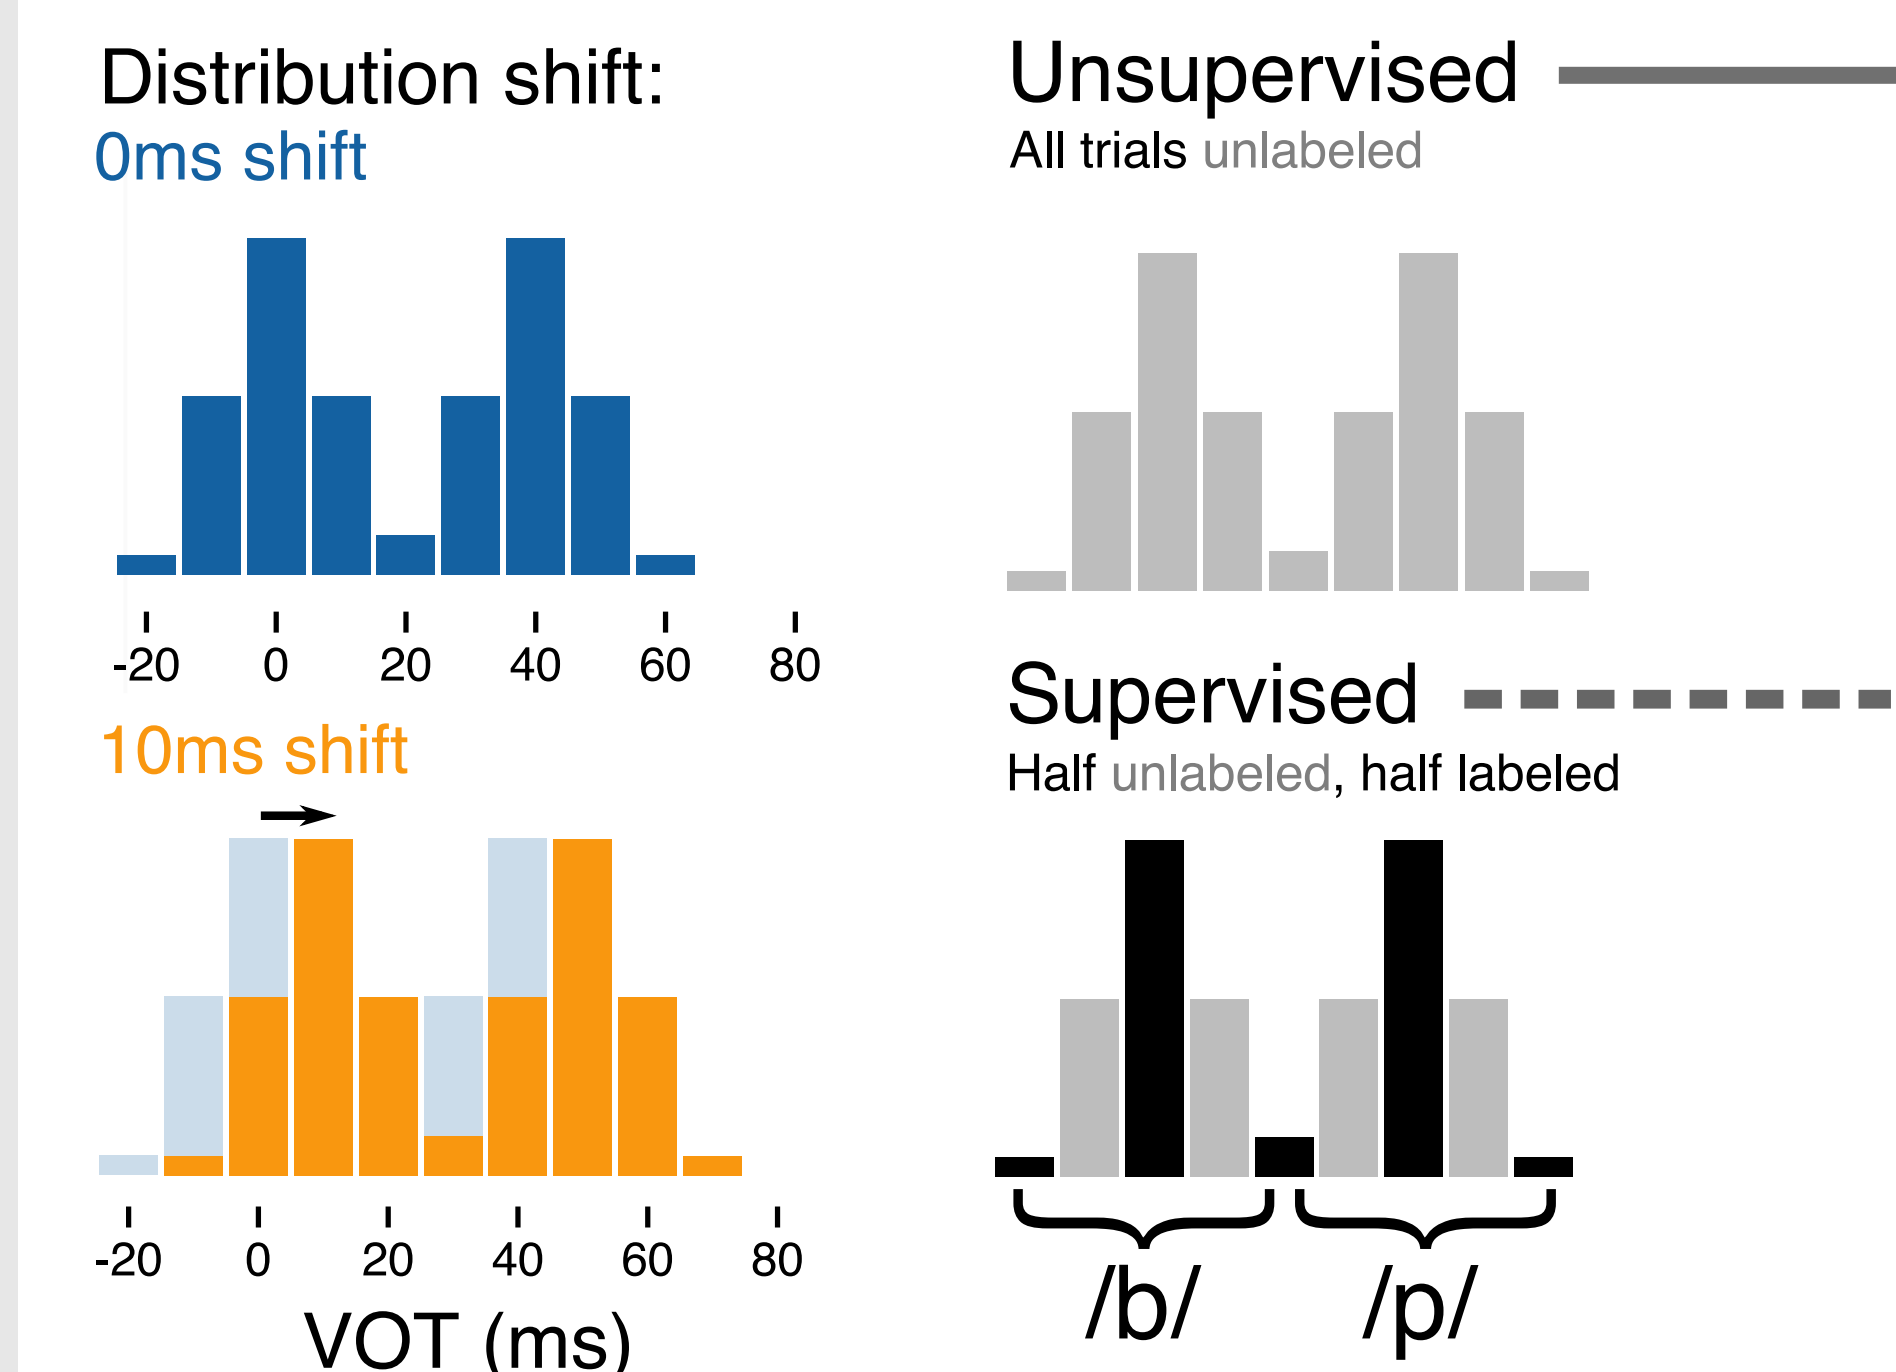 Distribution shift:
0ms shift
-20 0 20 40 60 80
10ms shift
-20 0 20 40 60 80
VOT (ms)
Unsupervised
All trials unlabeled
Supervised
Half unlabeled, half labeled
/b/ /p/